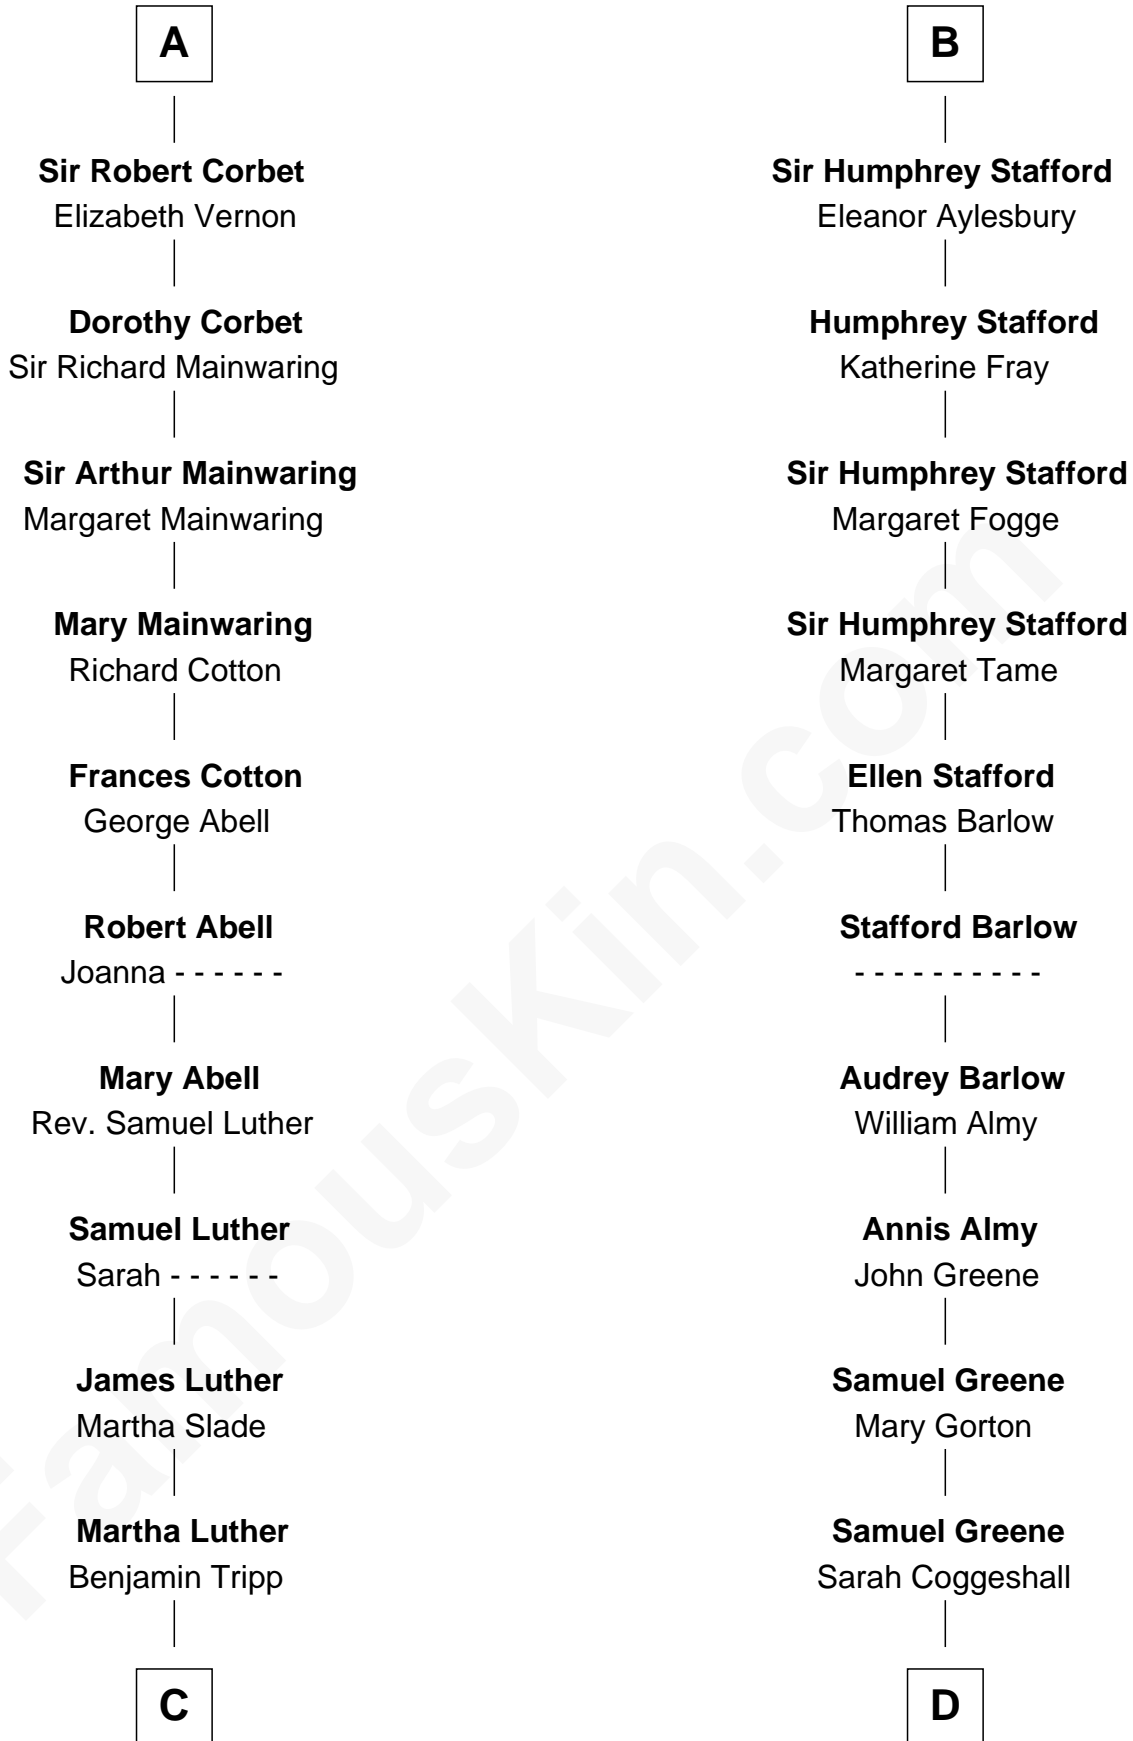 A
Sir Robert Corbet
Elizabeth Vernon
Dorothy Corbet
Sir Richard Mainwaring
Sir Arthur Mainwaring
Margaret Mainwaring
Mary Mainwaring
Richard Cotton
Frances Cotton
George Abell
Robert Abell
Joanna - - - - - -
Mary Abell
Rev. Samuel Luther
Samuel Luther
Sarah - - - - - -
James Luther
Martha Slade
Martha Luther
Benjamin Tripp
C
B
Sir Humphrey Stafford
Eleanor Aylesbury
Humphrey Stafford
Katherine Fray
Sir Humphrey Stafford
Margaret Fogge
Sir Humphrey Stafford
Margaret Tame
Ellen Stafford
Thomas Barlow
Stafford Barlow
- - - - - - - - - -
Audrey Barlow
William Almy
Annis Almy
John Greene
Samuel Greene
Mary Gorton
Samuel Greene
Sarah Coggeshall
D
FamousKin.com